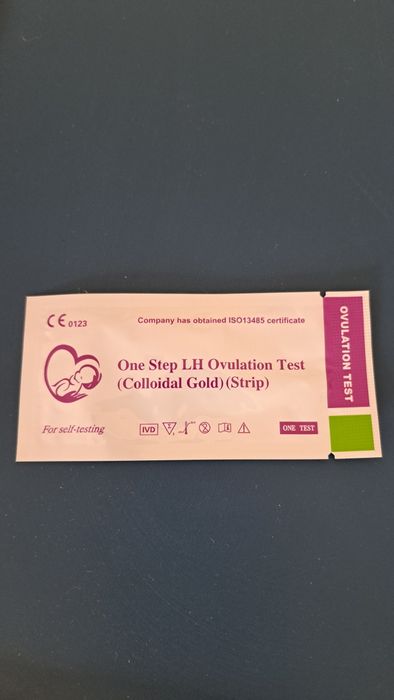 CE 0123
Company has obtained ISO13485 certificate
One Step LH Ovulation Test
(Colloidal Gold) (Strip)
For self-testing
IVD
ONE TEST
OVULATION TEST